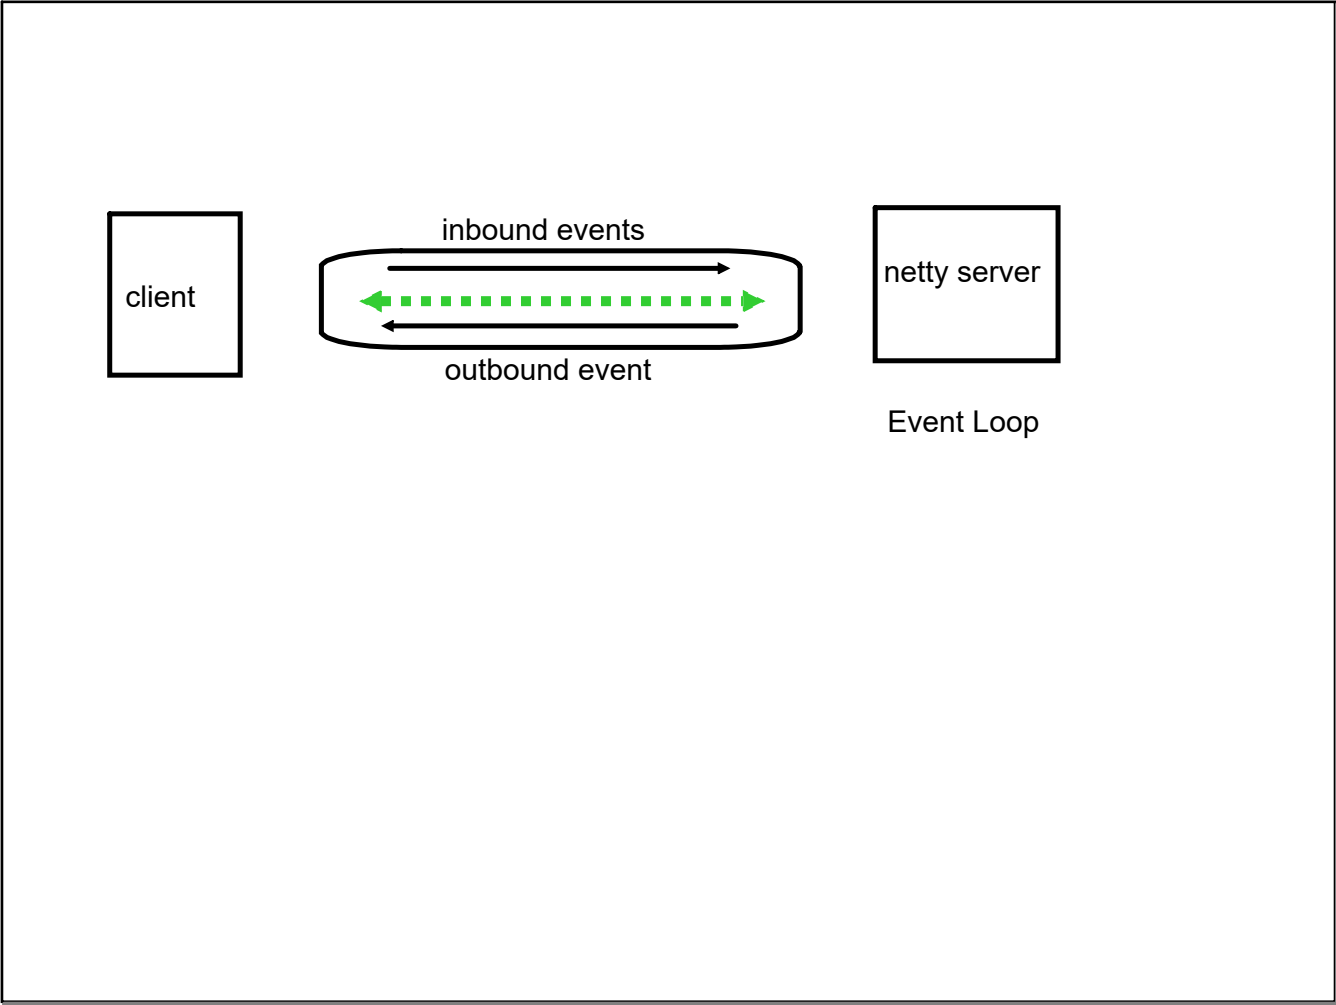 inbound events
client
netty server
outbound event
Event Loop